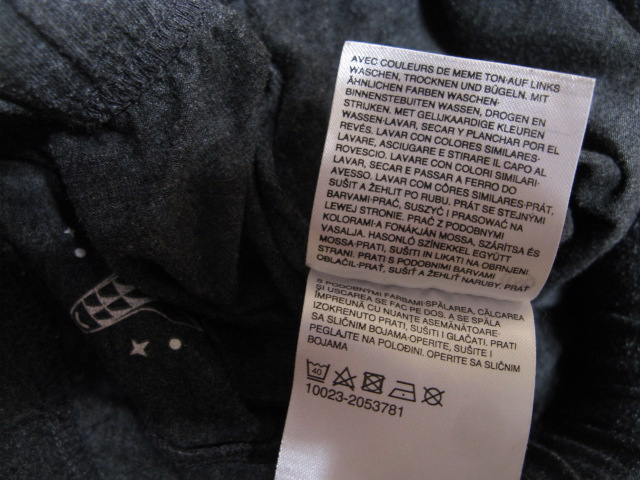 AVEC COULEURS DE MEME TON·AUF LINKS
WASCHEN, TROCKNEN UND BÜGELN. MIT
ÄHNLICHEN FARBEN WASCHEN·
BINNENSTEBUITEN WASSEN, DROGEN EN
STRIJKEN. MET GELIJKAARDIGE KLEUREN
WASSEN·LAVAR, SECAR Y PLANCHAR POR EL
REVÉS. LAVAR CON COLORES SIMILARES·
LAVARE, ASCIUGARE E STIRARE IL CAPO AL
ROVESCIO. LAVARE CON COLORI SIMILARI·
LAVAR, SECAR E PASSAR A FERRO DO
AVESSO. LAVAR COM CÔRES SIMILARES·PRÁT,
SUŠIT A ŽEHLIT PO RUBU. PRÁT SE STEJNÝMI
BARVAMI·PRAĆ, SUSZYĆ I PRASOWAĆ NA
LEWEJ STRONIE. PRAĆ Z PODOBNYMI
KOLORAMI·A FONÁKJÁN MOSSA, SZÁRÍTSA ÉS
VASALJA. HASONLÓ SZÍNEKKEL EGYÜTT
MOSSA·PRATI, SUŠITI IN LIKATI NA OBRNJENI
STRANI. PRATI S PODOBNIMI BARVAMI
OBLAČIL·PRAŤ, SUŠIŤ A ŽEHLIŤ NARUBY. PRAŤ
S PODOBNÝMI FARBAMI·SPĂLAREA, CĂLCAREA
ȘI USCAREA SE FAC PE DOS. A SE SPĂLA
ÎMPREUNĂ CU NUANȚE ASEMĂNĂTOARE·
IZOKRENUTO PRATI, SUŠITI I GLAČATI. PRATI
SA SLIČNIM BOJAMA·OPERITE, SUŠITE I
PEGLAJTE NA POLOĐINI. OPERITE SA SLIČNIM
BOJAMA
40
10023-2053781